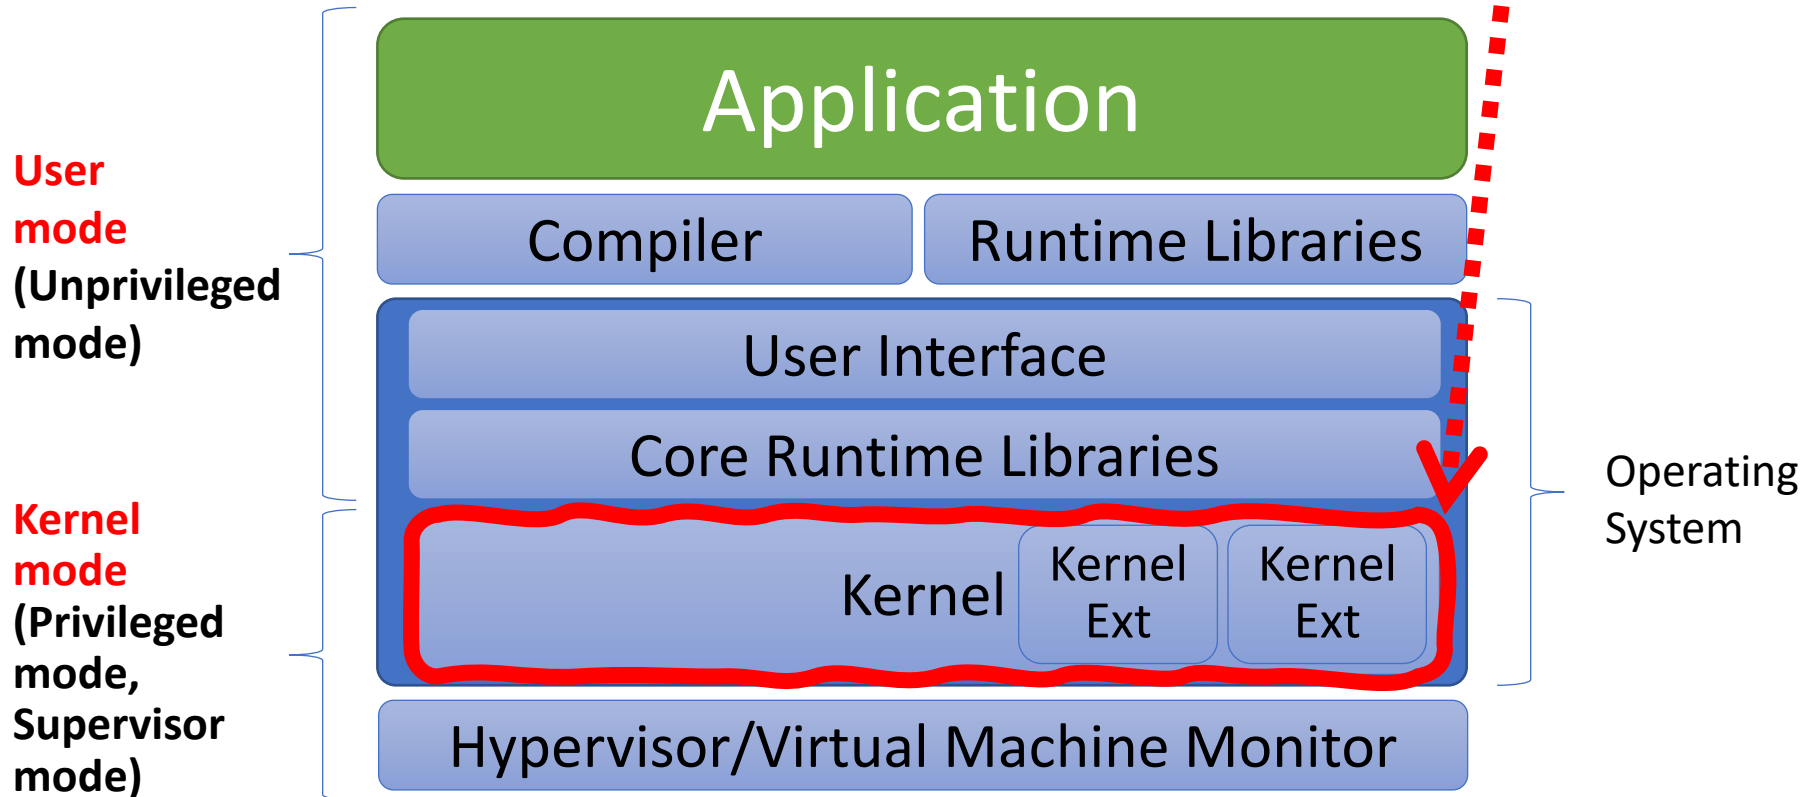 Application
User
mode
(Unprivileged
mode)
Compiler
Runtime Libraries
User Interface
Core Runtime Libraries
Operating
System
Kernel
mode
(Privileged
mode,
Supervisor
mode)
Kernel
Kernel
Ext
Kernel
Ext
Hypervisor/Virtual Machine Monitor